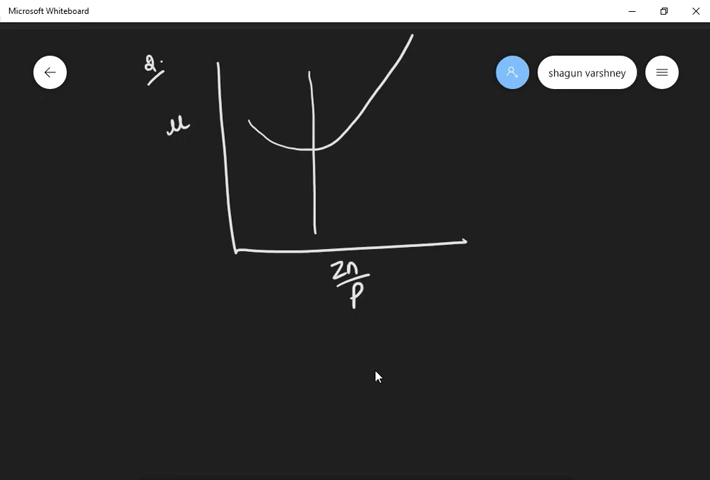 Microsoft Whiteboard
shagun varshney
Q.
μ
Zn
P